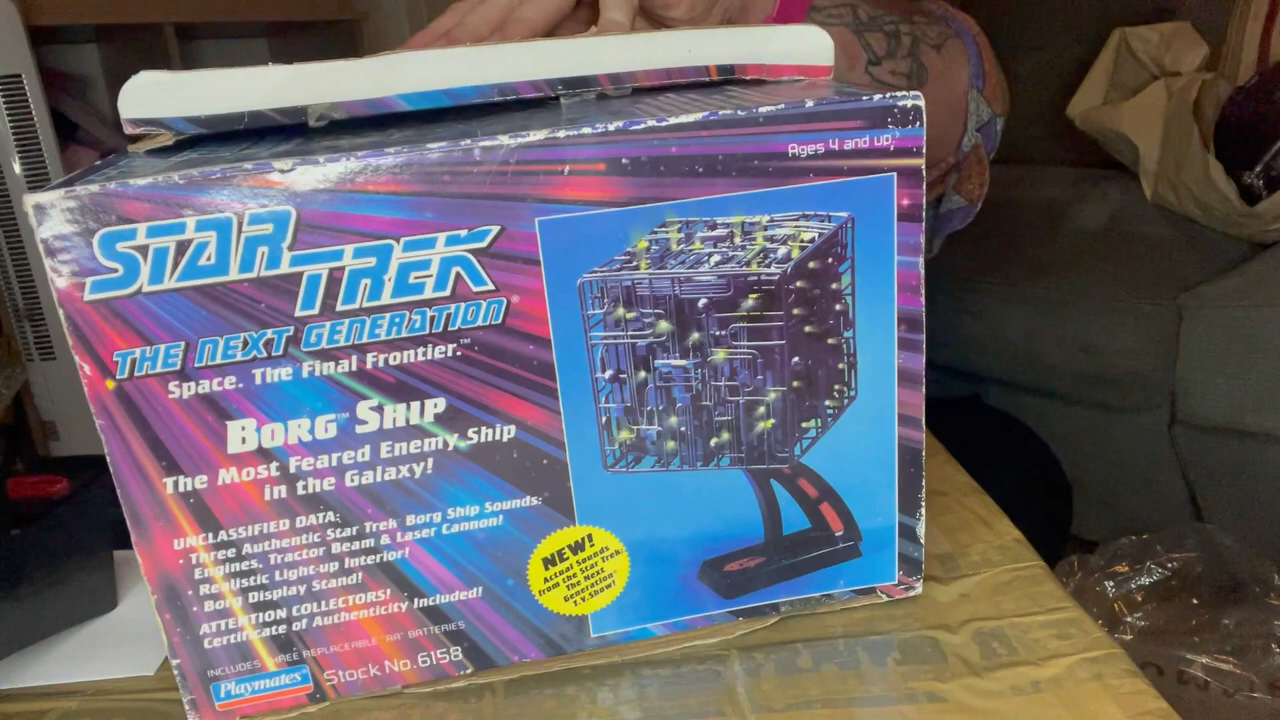 Ages 4 and up
STAR
TREK
THE NEXT GENERATION®
Space. The Final Frontier.™
BORG™ SHIP
The Most Feared Enemy Ship
in the Galaxy!
UNCLASSIFIED DATA:
• Three Authentic Star Trek Borg Ship Sounds:
Engines, Tractor Beam & Laser Cannon!
• Realistic Light-up Interior!
• Borg Display Stand!
ATTENTION COLLECTORS!
Certificate of Authenticity Included!
INCLUDES THREE REPLACEABLE "AA" BATTERIES
Playmates®
Stock No. 6158
NEW!
Actual Sounds
from the Star Trek:
The Next
Generation
T.V. Show!